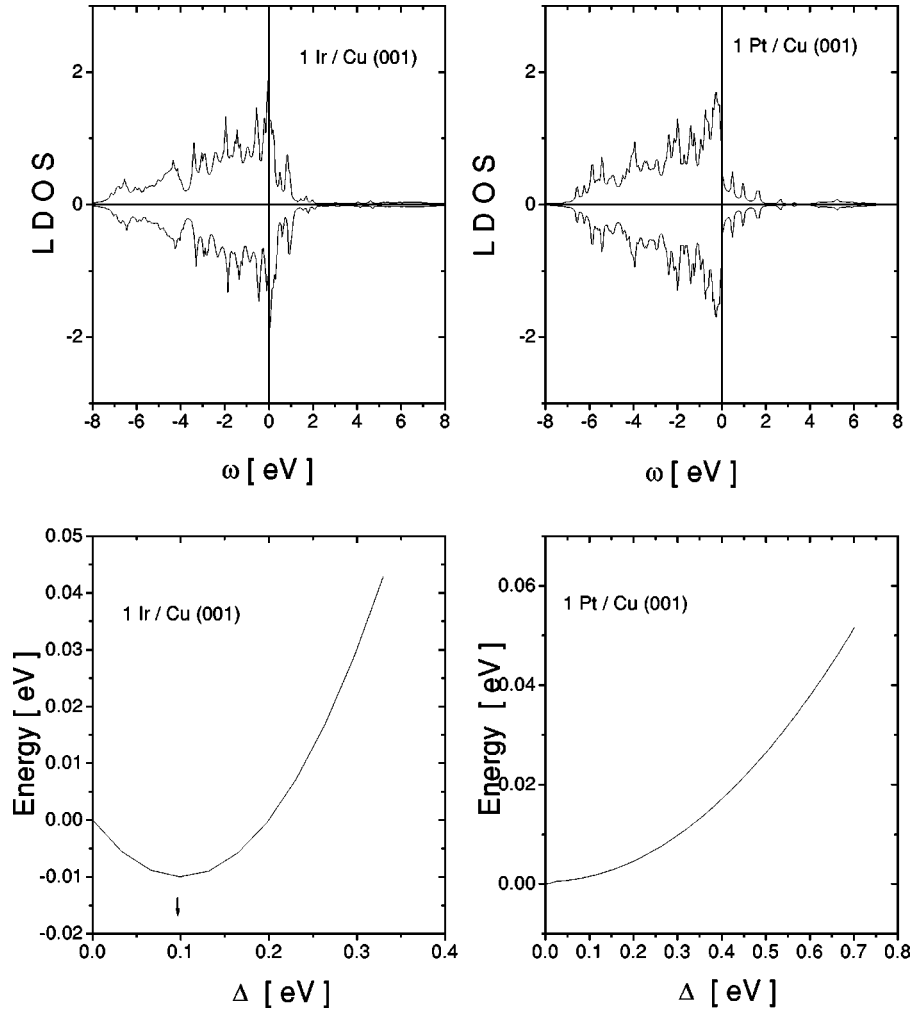 1 Ir / Cu (001)
LDOS
2
0
-2
-8 -6 -4 -2 0 2 4 6 8
ω [ eV ]
1 Pt / Cu (001)
LDOS
2
0
-2
-8 -6 -4 -2 0 2 4 6 8
ω [ eV ]
1 Ir / Cu (001)
Energy [ eV ]
0.05
0.04
0.03
0.02
0.01
0.00
-0.01
-0.02
0.0 0.1 0.2 0.3 0.4
Δ [ eV ]
1 Pt / Cu (001)
Energy [ eV ]
0.06
0.04
0.02
0.00
0.0 0.1 0.2 0.3 0.4 0.5 0.6 0.7 0.8
Δ [ eV ]